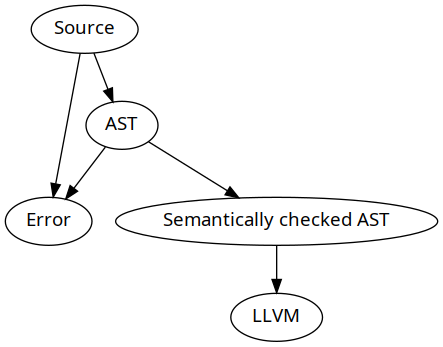 Source
AST
Error
Semantically checked AST
LLVM